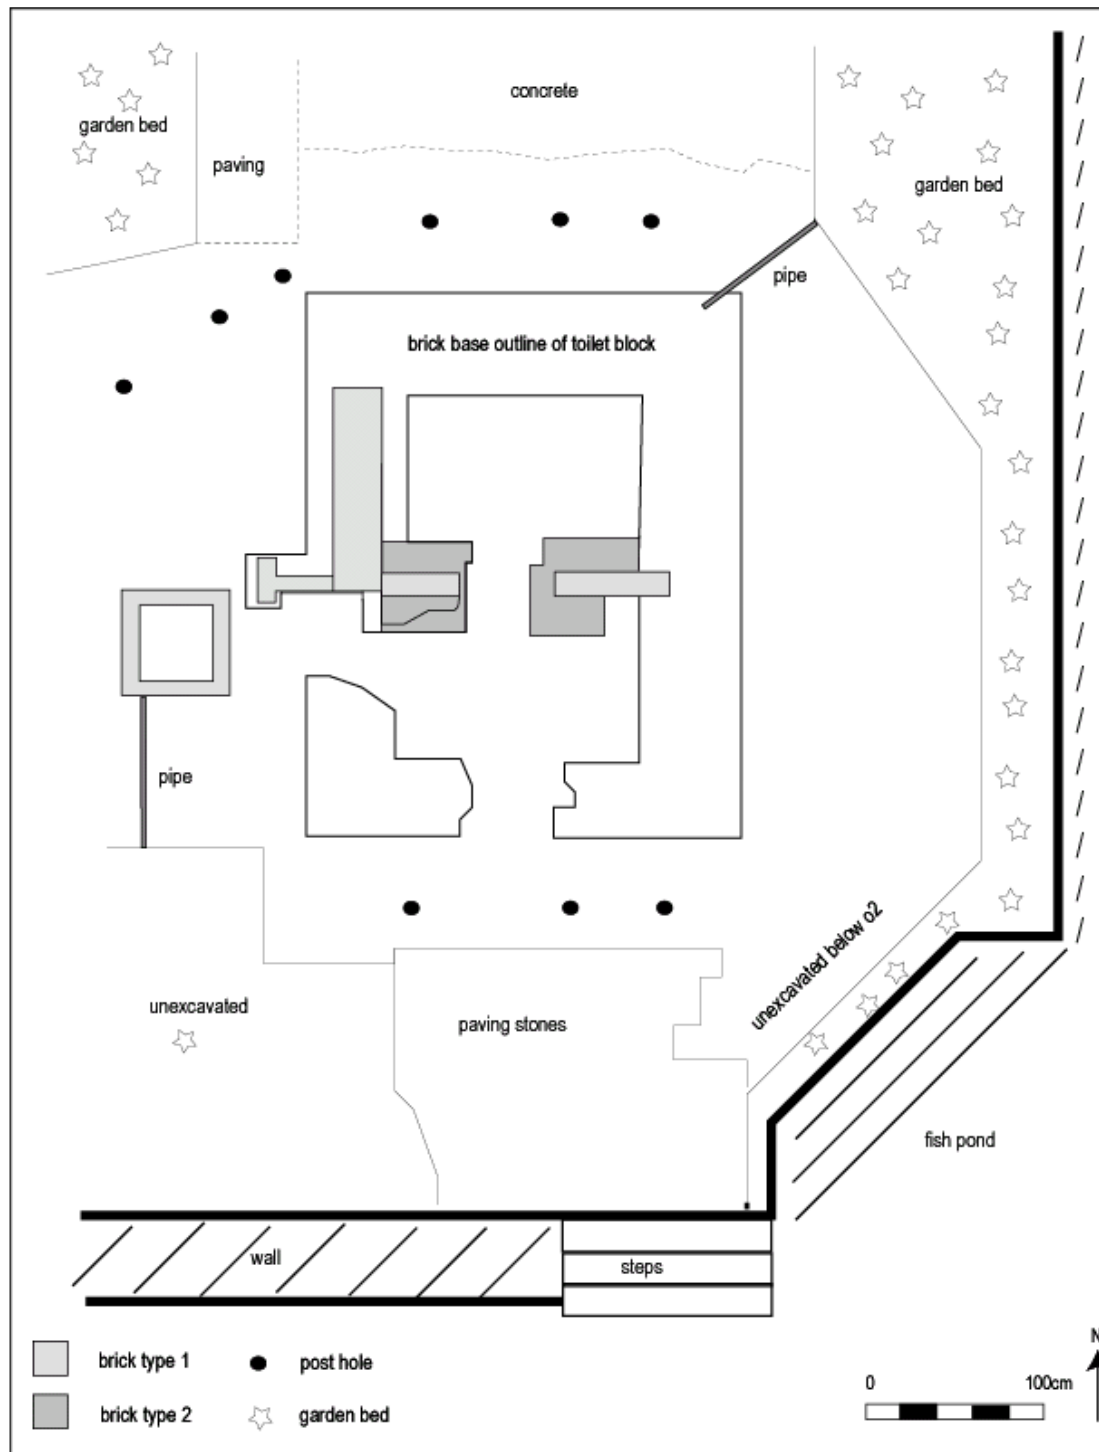 concrete
garden bed
paving
garden bed
pipe
brick base outline of toilet block
pipe
unexcavated below o2
unexcavated
paving stones
fish pond
wall
steps
brick type 1
post hole
brick type 2
garden bed
0
100cm
N